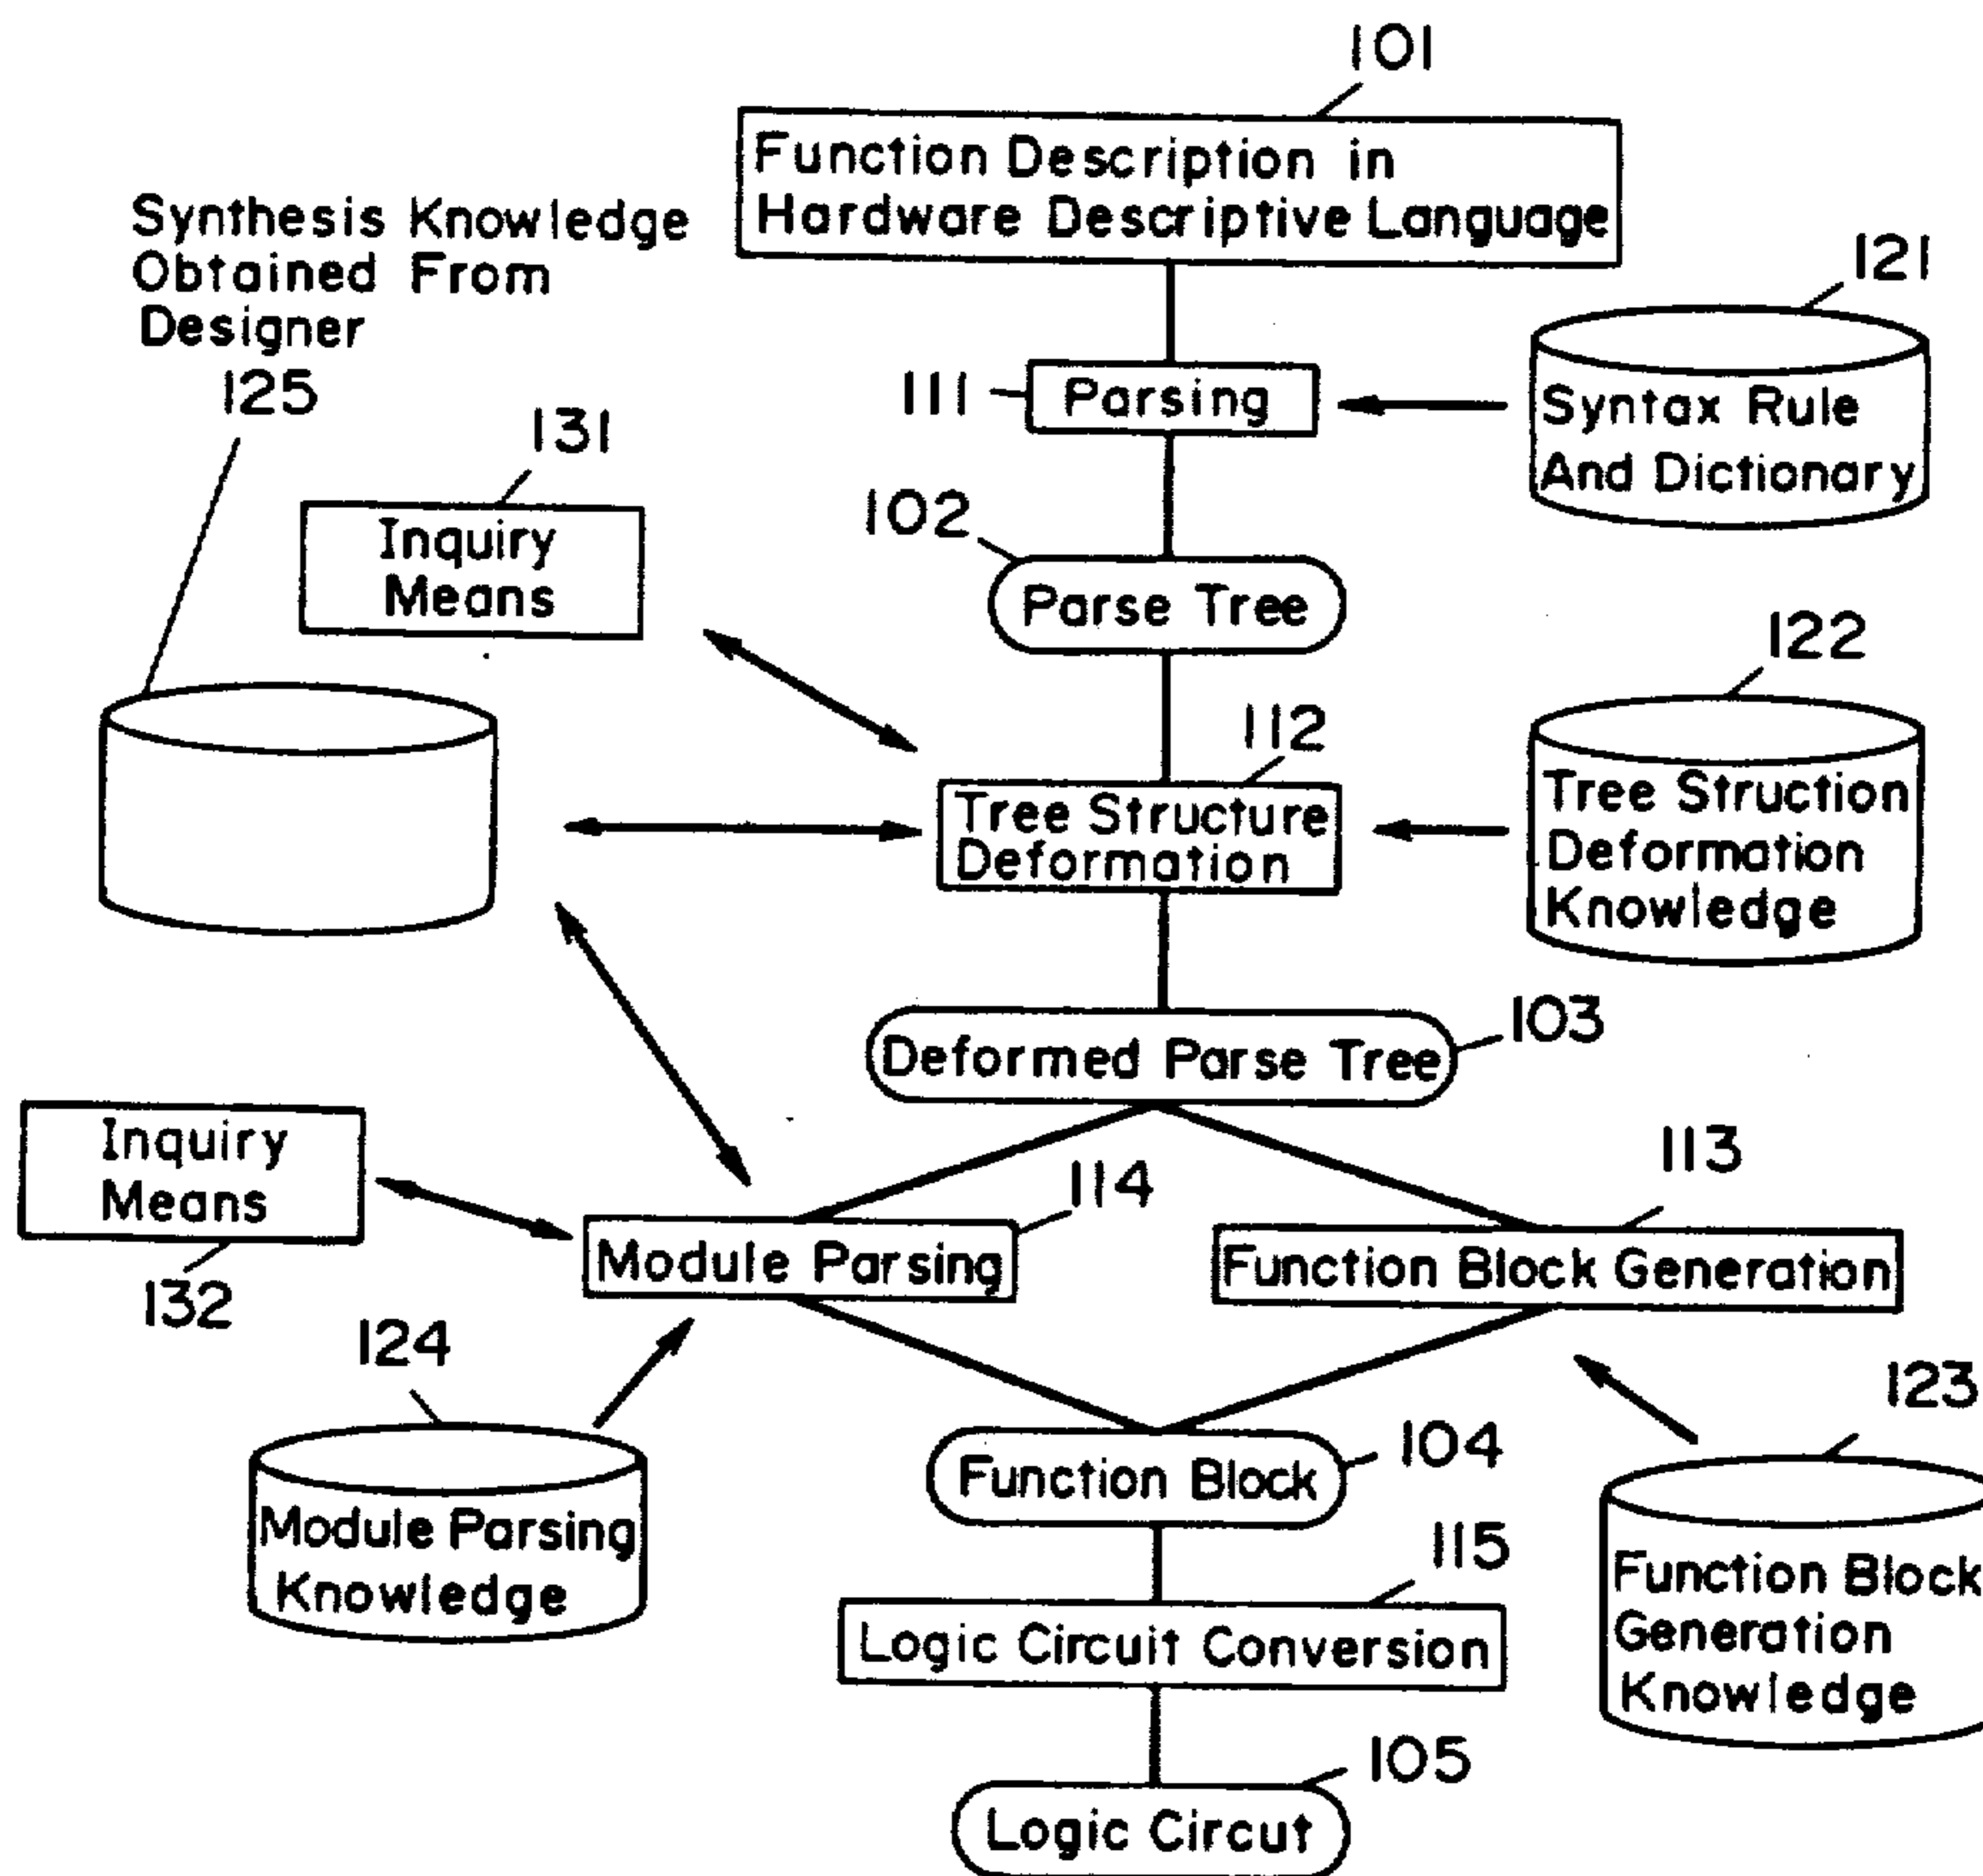 101
Function Description in
Hardware Descriptive Language
Synthesis Knowledge
Obtained From
Designer
125
121
111
Parsing
Syntax Rule
And Dictionary
131
Inquiry
Means
102
Parse Tree
122
112
Tree Structure
Deformation
Tree Struction
Deformation
Knowledge
Deformed Parse Tree
103
Inquiry
Means
132
113
114
Module Parsing
Function Block Generation
124
Module Parsing
Knowledge
123
Function Block
104
Function Block
Generation
Knowledge
115
Logic Circuit Conversion
105
Logic Circut